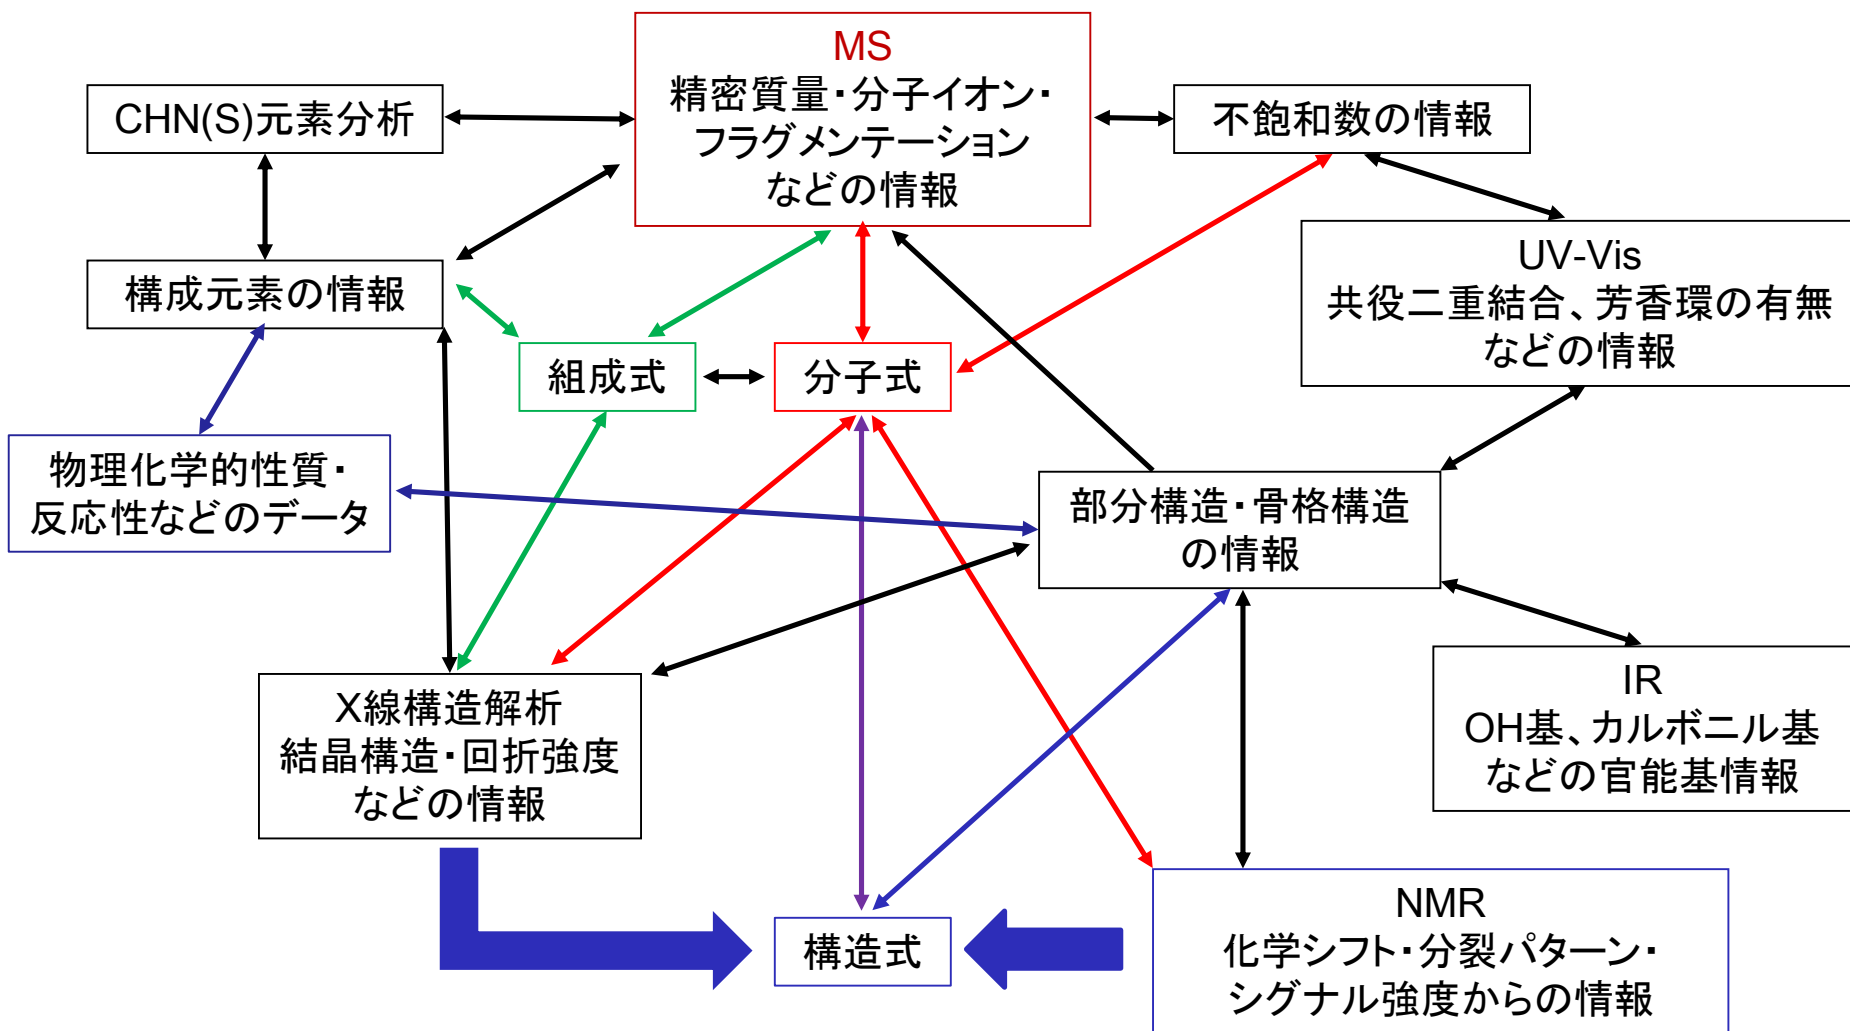 MS
精密質量・分子イオン・
フラグメンテーション
などの情報
CHN(S)元素分析
不飽和数の情報
UV-Vis
共役二重結合、芳香環の有無
などの情報
構成元素の情報
組成式
分子式
物理化学的性質・
反応性などのデータ
部分構造・骨格構造
の情報
IR
OH基、カルボニル基
などの官能基情報
X線構造解析
結晶構造・回折強度
などの情報
構造式
NMR
化学シフト・分裂パターン・
シグナル強度からの情報